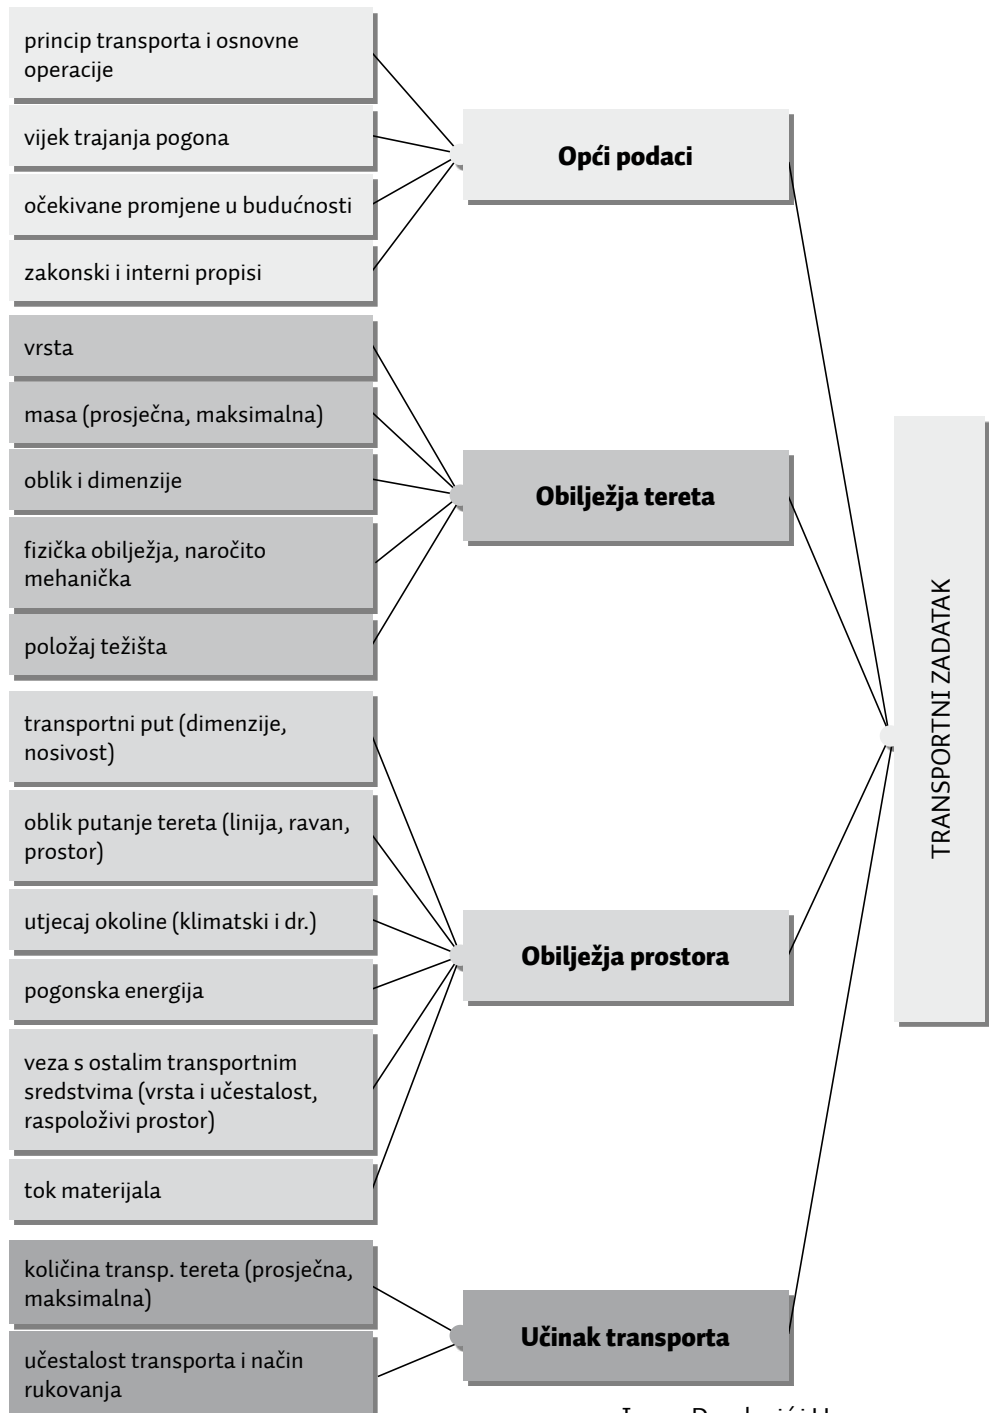 princip transporta i osnovne
operacije
vijek trajanja pogona
očekivane promjene u budućnosti
zakonski i interni propisi
Opći podaci
vrsta
masa (prosječna, maksimalna)
oblik i dimenzije
fizička obilježja, naročito
mehanička
položaj težišta
Obilježja tereta
transportni put (dimenzije,
nosivost)
oblik putanje tereta (linija, ravan,
prostor)
utjecaj okoline (klimatski i dr.)
pogonska energija
veza s ostalim transportnim
sredstvima (vrsta i učestalost,
raspoloživi prostor)
tok materijala
Obilježja prostora
količina transp. tereta (prosječna,
maksimalna)
učestalost transporta i način
rukovanja
Učinak transporta
TRANSPORTNI ZADATAK